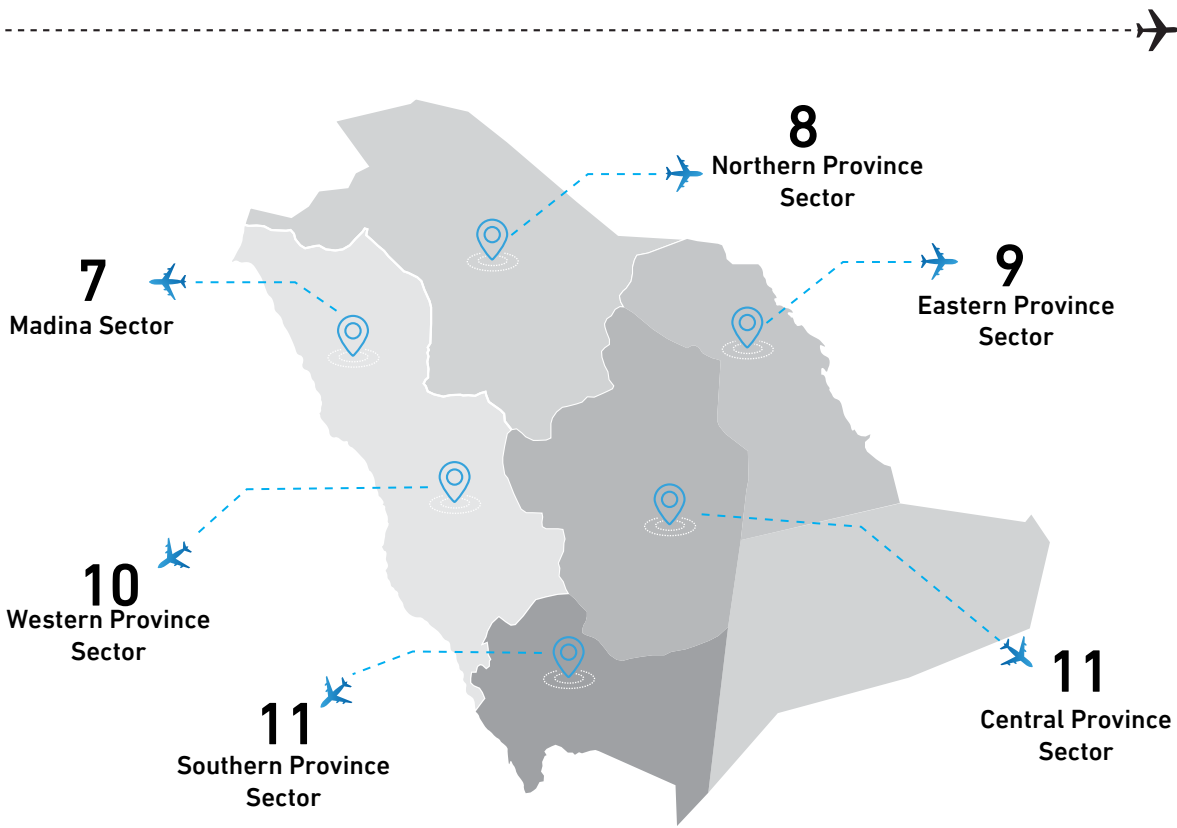 8
Northern Province
Sector
7
Madina Sector
9
Eastern Province
Sector
10
Western Province
Sector
11
Southern Province
Sector
11
Central Province
Sector